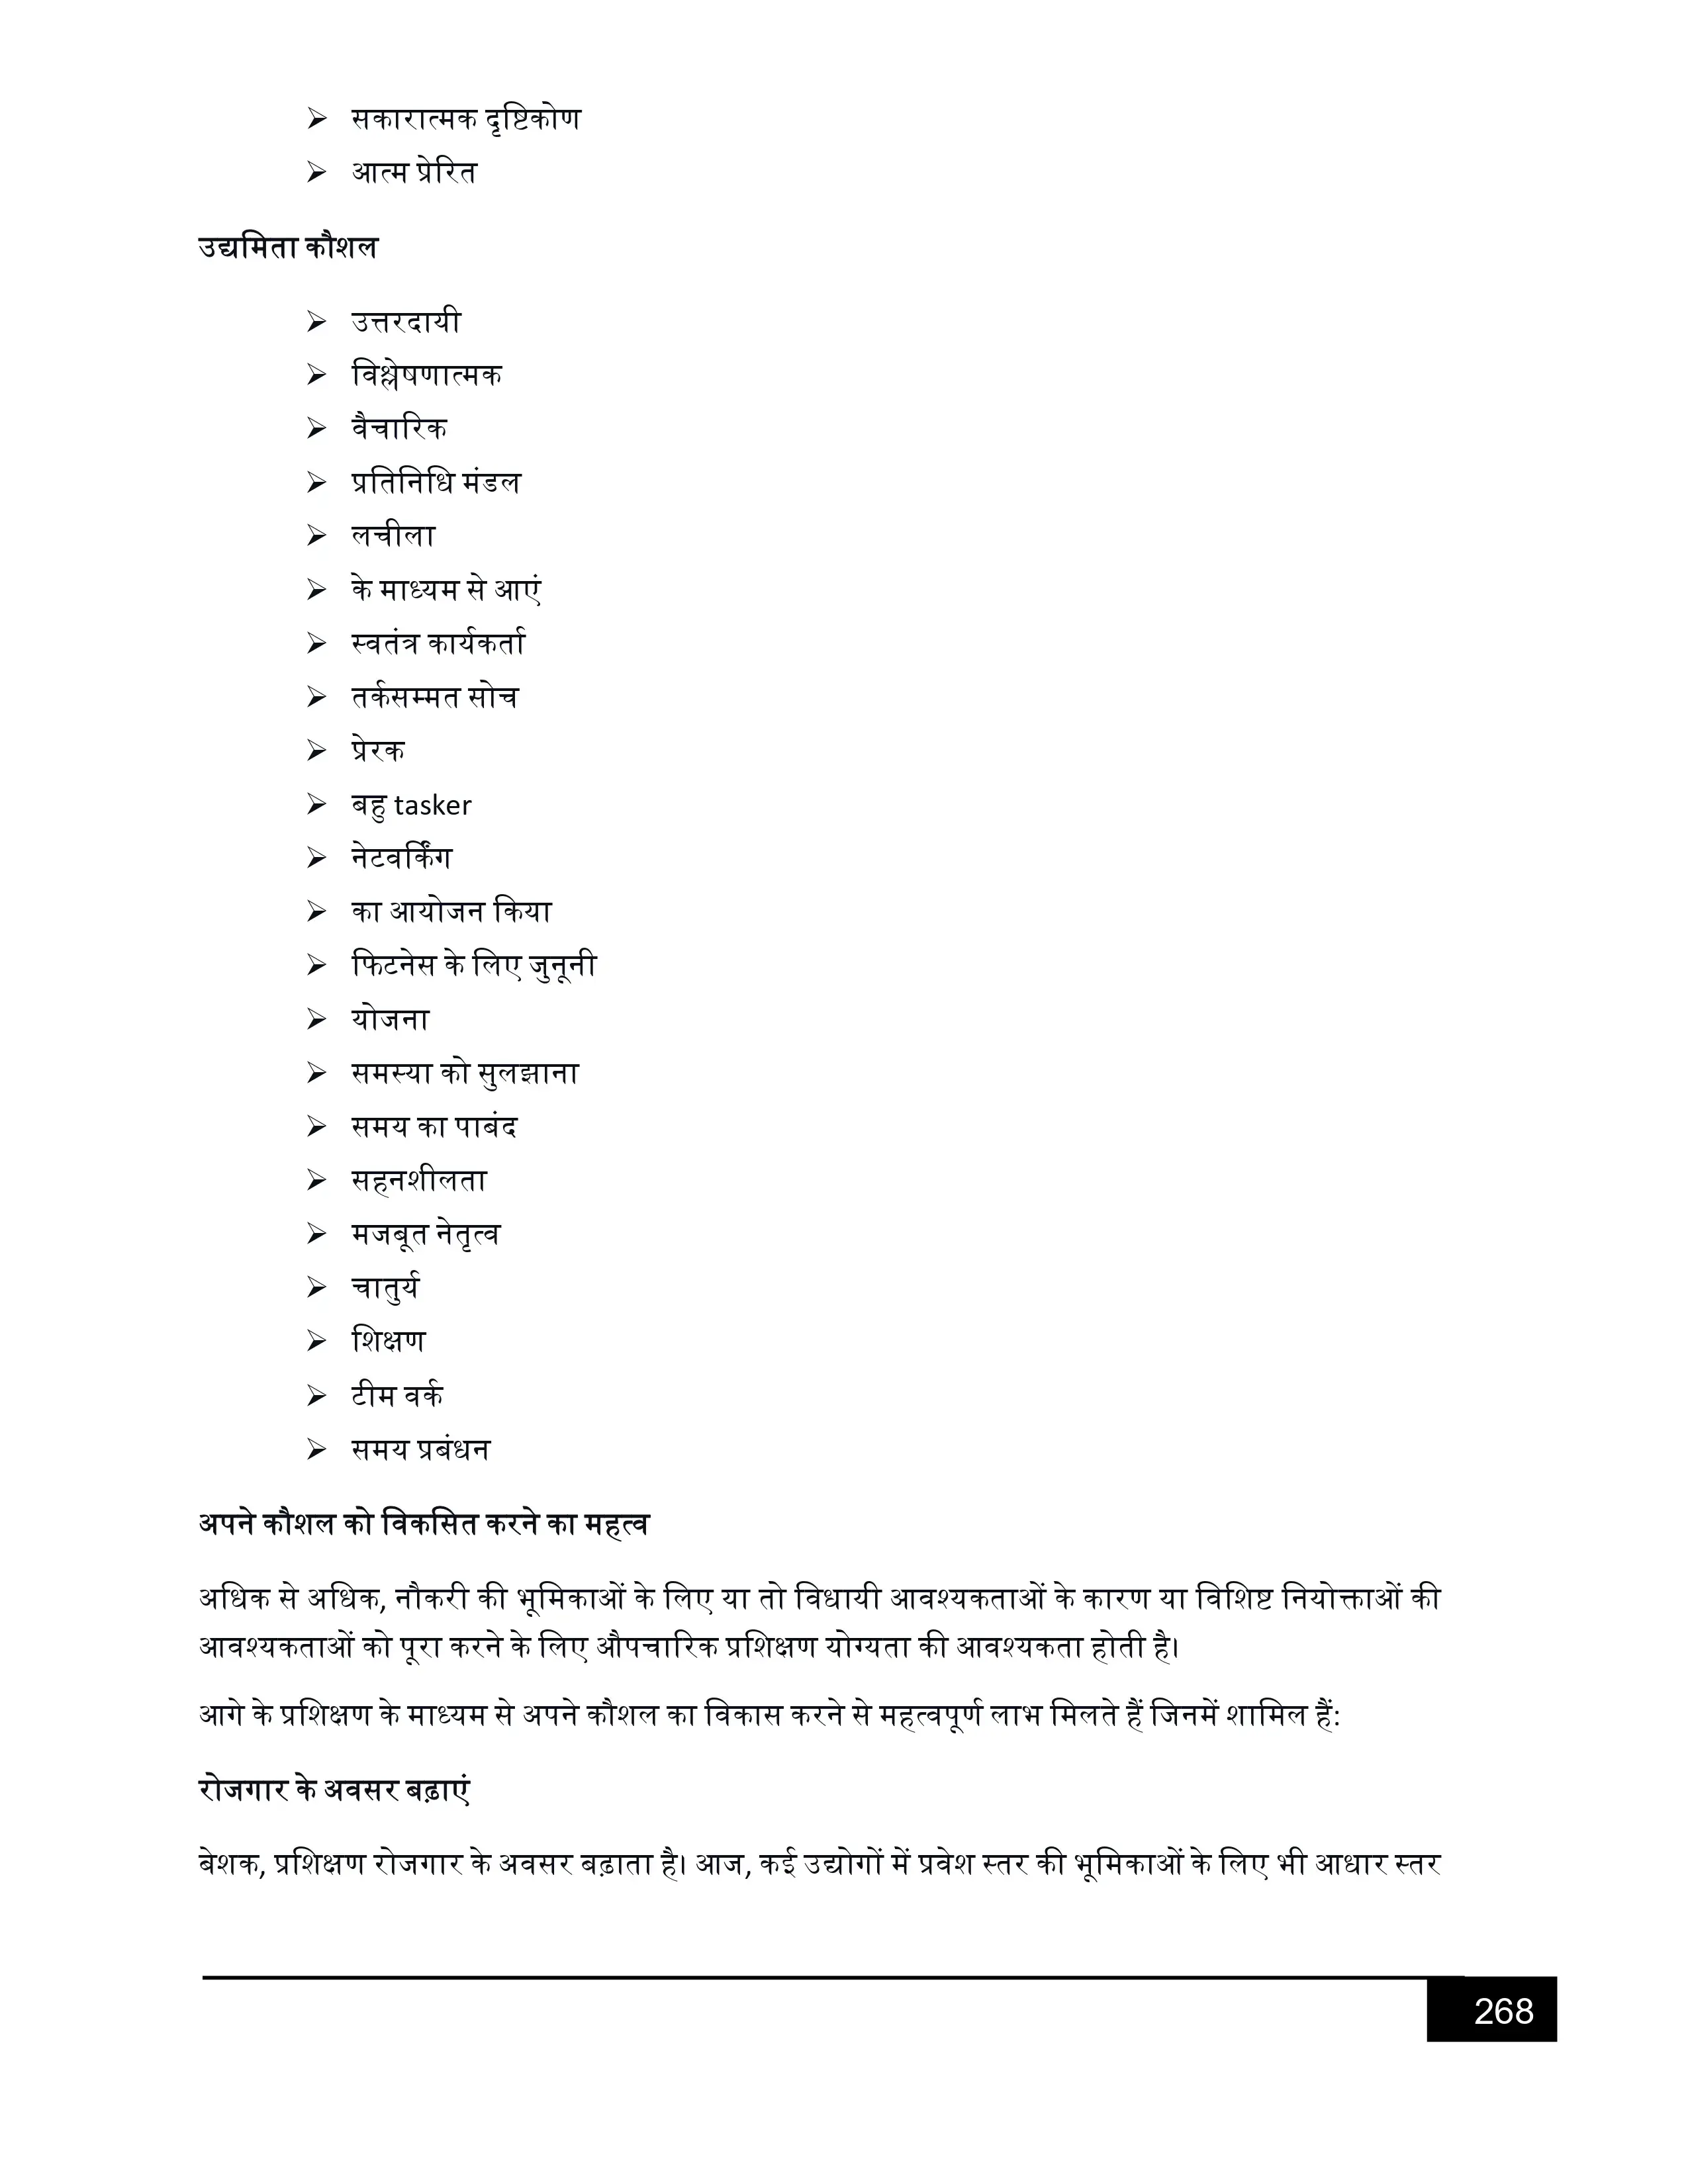 सकारात्मक दृष्टिकोण
आत्म प्रेरित
उद्यमिता कौशल
उत्तरदायी
विश्लेषणात्मक
वैचारिक
प्रतिनिधि मंडल
लचीला
के माध्यम से आएं
स्वतंत्र कार्यकर्ता
तर्कसम्मत सोच
प्रेरक
बहु tasker
नेटवर्किंग
का आयोजन किया
फिटनेस के लिए जुनूनी
योजना
समस्या को सुलझाना
समय का पाबंद
सहनशीलता
मजबूत नेतृत्व
चातुर्य
शिक्षण
टीम वर्क
समय प्रबंधन
अपने कौशल को विकसित करने का महत्व
अधिक से अधिक, नौकरी की भूमिकाओं के लिए या तो विधायी आवश्यकताओं के कारण या विशिष्ट नियोक्ताओं की
आवश्यकताओं को पूरा करने के लिए औपचारिक प्रशिक्षण योग्यता की आवश्यकता होती है।
आगे के प्रशिक्षण के माध्यम से अपने कौशल का विकास करने से महत्वपूर्ण लाभ मिलते हैं जिनमें शामिल हैं:
रोजगार के अवसर बढ़ाएं
बेशक, प्रशिक्षण रोजगार के अवसर बढ़ाता है। आज, कई उद्योगों में प्रवेश स्तर की भूमिकाओं के लिए भी आधार स्तर
268